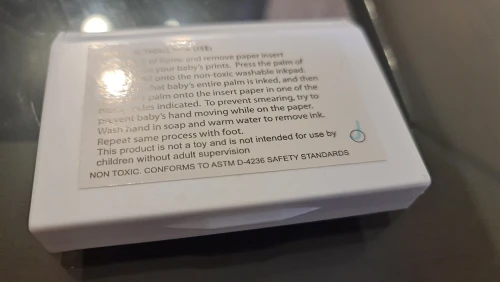 of frame and remove paper insert
your baby's prints. Press the palm of
onto the non-toxic washable inkpad.
that baby's entire palm is inked, and then
palm onto the insert paper in one of the
indicated. To prevent smearing, try to
prevent baby's hand moving while on the paper.
Wash hand in soap and warm water to remove ink.
Repeat same process with foot.
This product is not a toy and is not intended for use by
children without adult supervision
NON TOXIC. CONFORMS TO ASTM D-4236 SAFETY STANDARDS